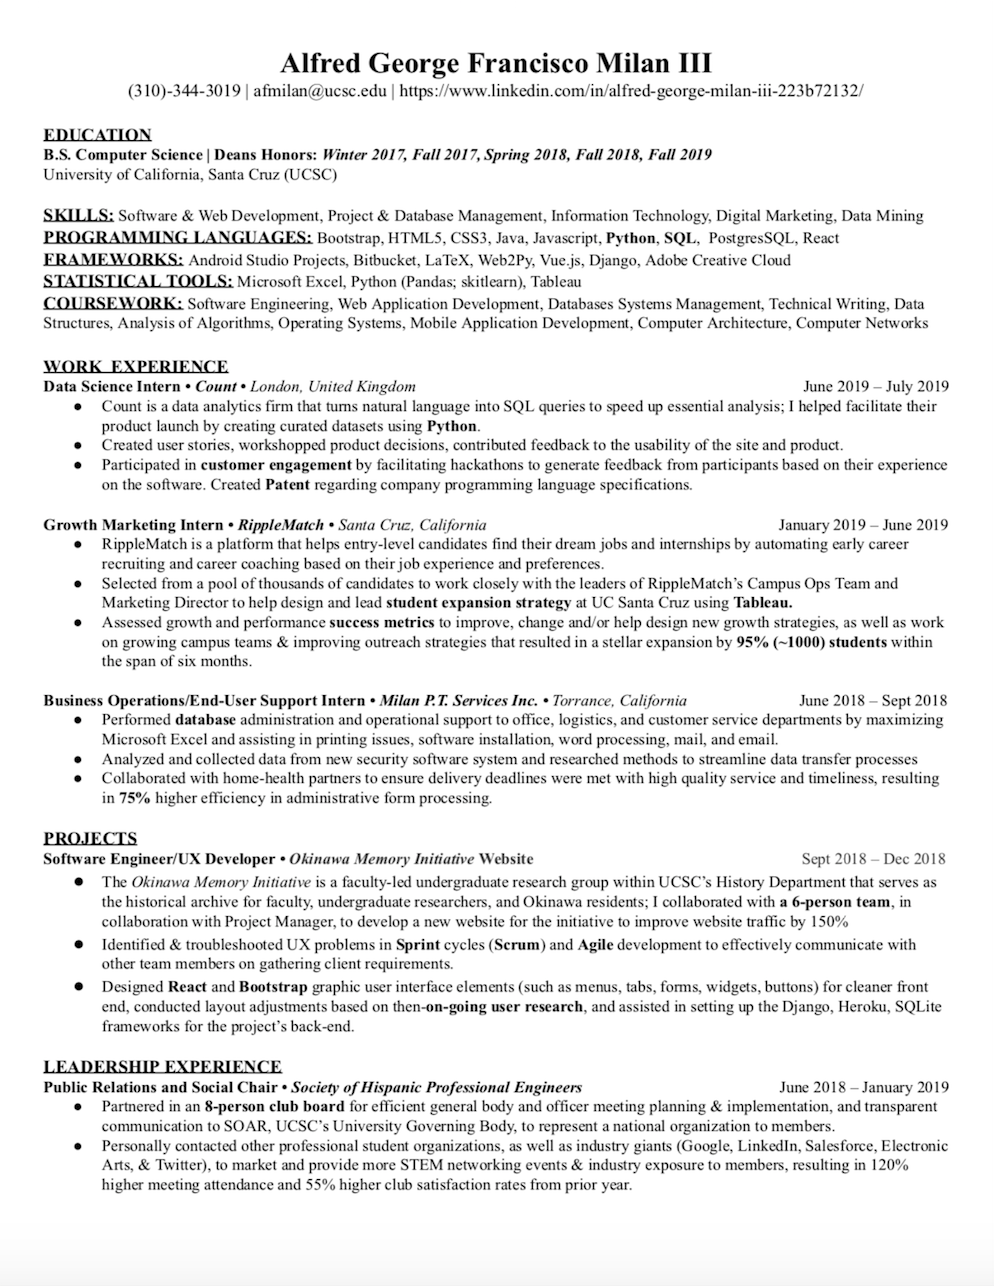 Alfred George Francisco Milan III
(310)-344-3019 | afmilan@ucsc.edu | https://www.linkedin.com/in/alfred-george-milan-iii-223b72132/
EDUCATION
B.S. Computer Science | Deans Honors: Winter 2017, Fall 2017, Spring 2018, Fall 2018, Fall 2019
University of California, Santa Cruz (UCSC)
SKILLS: Software & Web Development, Project & Database Management, Information Technology, Digital Marketing, Data Mining
PROGRAMMING LANGUAGES: Bootstrap, HTML5, CSS3, Java, Javascript, Python, SQL, PostgresSQL, React
FRAMEWORKS: Android Studio Projects, Bitbucket, LaTeX, Web2Py, Vue.js, Django, Adobe Creative Cloud
STATISTICAL TOOLS: Microsoft Excel, Python (Pandas; skitlearn), Tableau
COURSEWORK: Software Engineering, Web Application Development, Databases Systems Management, Technical Writing, Data
Structures, Analysis of Algorithms, Operating Systems, Mobile Application Development, Computer Architecture, Computer Networks
WORK EXPERIENCE
Data Science Intern • Count • London, United Kingdom June 2019 – July 2019
● Count is a data analytics firm that turns natural language into SQL queries to speed up essential analysis; I helped facilitate their
product launch by creating curated datasets using Python.
● Created user stories, workshopped product decisions, contributed feedback to the usability of the site and product.
● Participated in customer engagement by facilitating hackathons to generate feedback from participants based on their experience
on the software. Created Patent regarding company programming language specifications.
Growth Marketing Intern • RippleMatch • Santa Cruz, California January 2019 – June 2019
● RippleMatch is a platform that helps entry-level candidates find their dream jobs and internships by automating early career
recruiting and career coaching based on their job experience and preferences.
● Selected from a pool of thousands of candidates to work closely with the leaders of RippleMatch's Campus Ops Team and
Marketing Director to help design and lead student expansion strategy at UC Santa Cruz using Tableau.
● Assessed growth and performance success metrics to improve, change and/or help design new growth strategies, as well as work
on growing campus teams & improving outreach strategies that resulted in a stellar expansion by 95% (~1000) students within
the span of six months.
Business Operations/End-User Support Intern • Milan P.T. Services Inc. • Torrance, California June 2018 – Sept 2018
● Performed database administration and operational support to office, logistics, and customer service departments by maximizing
Microsoft Excel and assisting in printing issues, software installation, word processing, mail, and email.
● Analyzed and collected data from new security software system and researched methods to streamline data transfer processes
● Collaborated with home-health partners to ensure delivery deadlines were met with high quality service and timeliness, resulting
in 75% higher efficiency in administrative form processing.
PROJECTS
Software Engineer/UX Developer • Okinawa Memory Initiative Website Sept 2018 – Dec 2018
● The Okinawa Memory Initiative is a faculty-led undergraduate research group within UCSC's History Department that serves as
the historical archive for faculty, undergraduate researchers, and Okinawa residents; I collaborated with a 6-person team, in
collaboration with Project Manager, to develop a new website for the initiative to improve website traffic by 150%
● Identified & troubleshooted UX problems in Sprint cycles (Scrum) and Agile development to effectively communicate with
other team members on gathering client requirements.
● Designed React and Bootstrap graphic user interface elements (such as menus, tabs, forms, widgets, buttons) for cleaner front
end, conducted layout adjustments based on then-on-going user research, and assisted in setting up the Django, Heroku, SQLite
frameworks for the project's back-end.
LEADERSHIP EXPERIENCE
Public Relations and Social Chair • Society of Hispanic Professional Engineers June 2018 – January 2019
● Partnered in an 8-person club board for efficient general body and officer meeting planning & implementation, and transparent
communication to SOAR, UCSC's University Governing Body, to represent a national organization to members.
● Personally contacted other professional student organizations, as well as industry giants (Google, LinkedIn, Salesforce, Electronic
Arts, & Twitter), to market and provide more STEM networking events & industry exposure to members, resulting in 120%
higher meeting attendance and 55% higher club satisfaction rates from prior year.